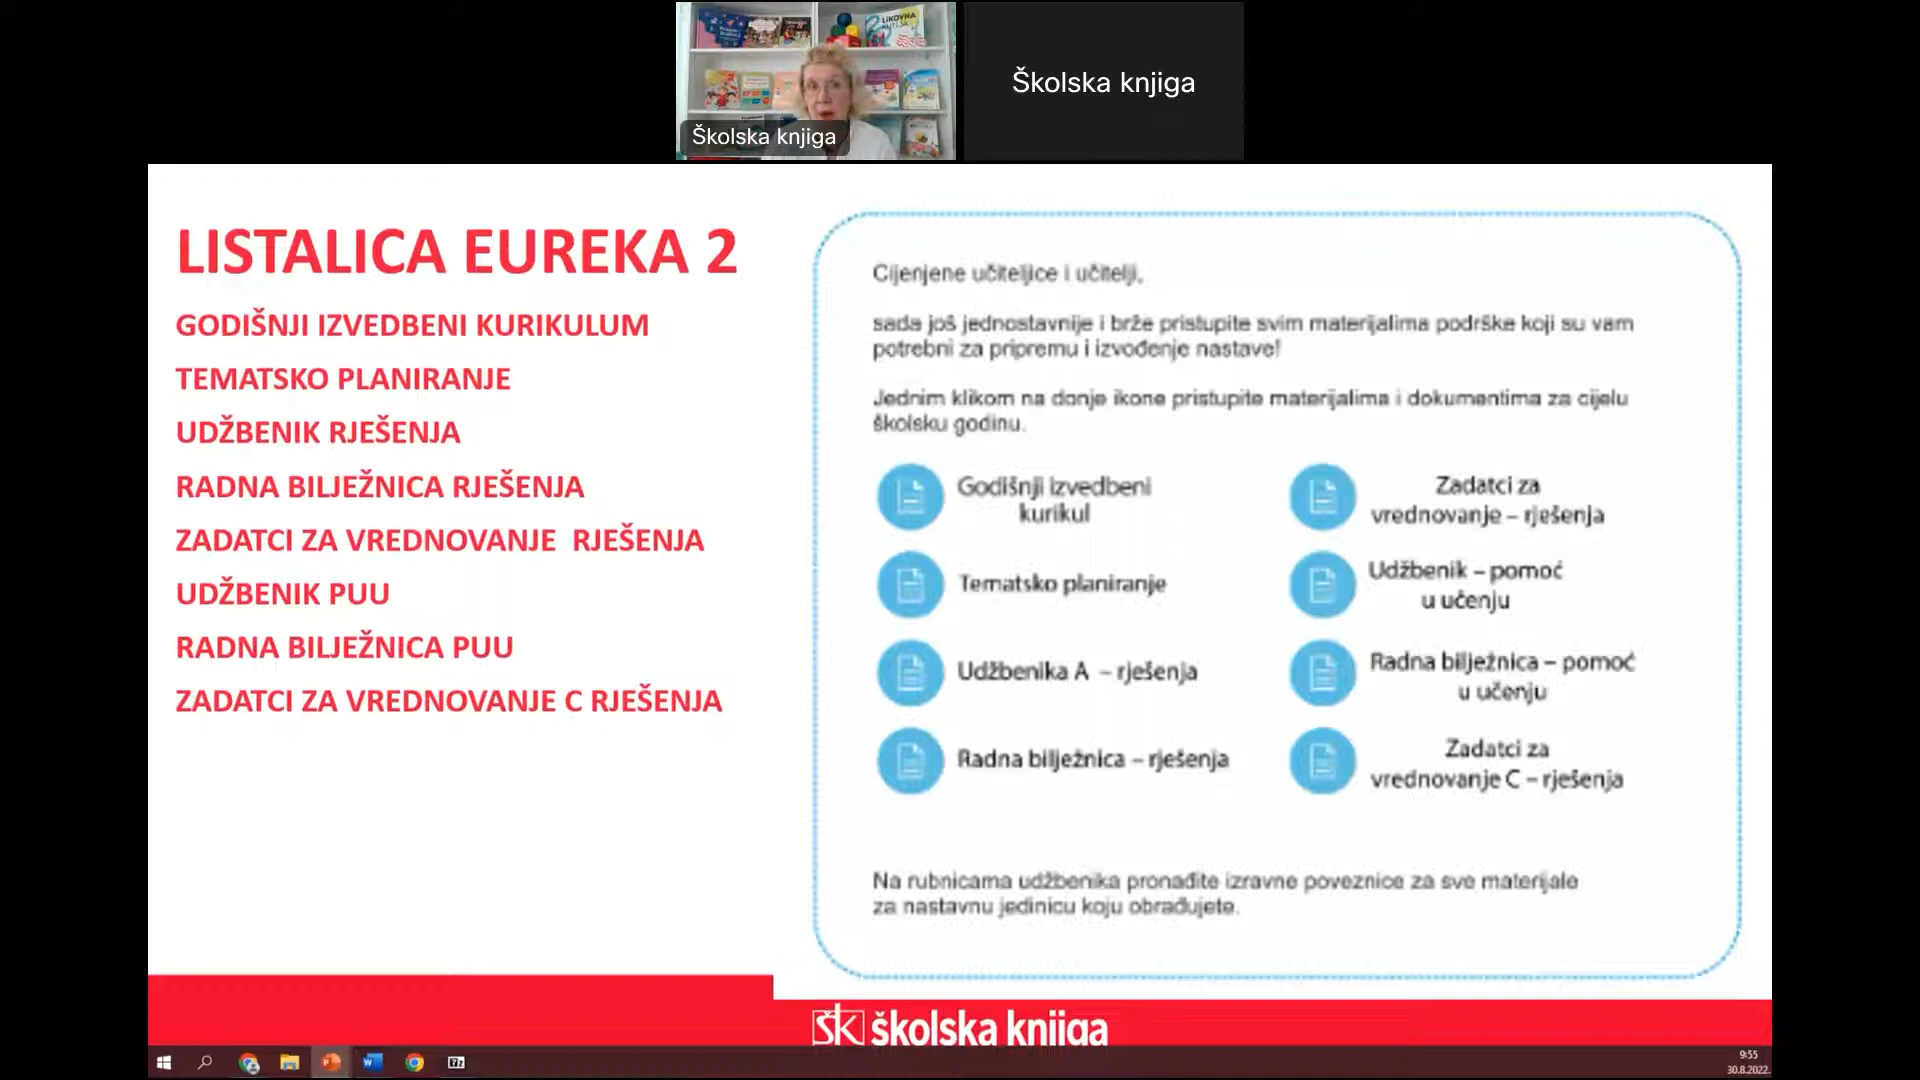 LIKOVNA
Školska knjiga
Školska knjiga
LISTALICA EUREKA 2
GODIŠNJI IZVEDBENI KURIKULUM
TEMATSKO PLANIRANJE
UDŽBENIK RJEŠENJA
RADNA BILJEŽNICA RJEŠENJA
ZADATCI ZA VREDNOVANJE RJEŠENJA
UDŽBENIK PUU
RADNA BILJEŽNICA PUU
ZADATCI ZA VREDNOVANJE C RJEŠENJA
Cijenjene učiteljice i učitelji,
sada još jednostavnije i brže pristupite svim materijalima podrške koji su vam
potrebni za pripremu i izvođenje nastave!
Jednim klikom na donje ikone pristupite materijalima i dokumentima za cijelu
školsku godinu.
Godišnji izvedbeni
kurikul
Tematsko planiranje
Udžbenika A – rješenja
Radna bilježnica – rješenja
Zadatci za
vrednovanje – rješenja
Udžbenik – pomoć
u učenju
Radna bilježnica – pomoć
u učenju
Zadatci za
vrednovanje C – rješenja
Na rubnicama udžbenika pronađite izravne poveznice za sve materijale
za nastavnu jedinicu koju obrađujete.
ŠK školska knjiga
9:55
30.8.2022.